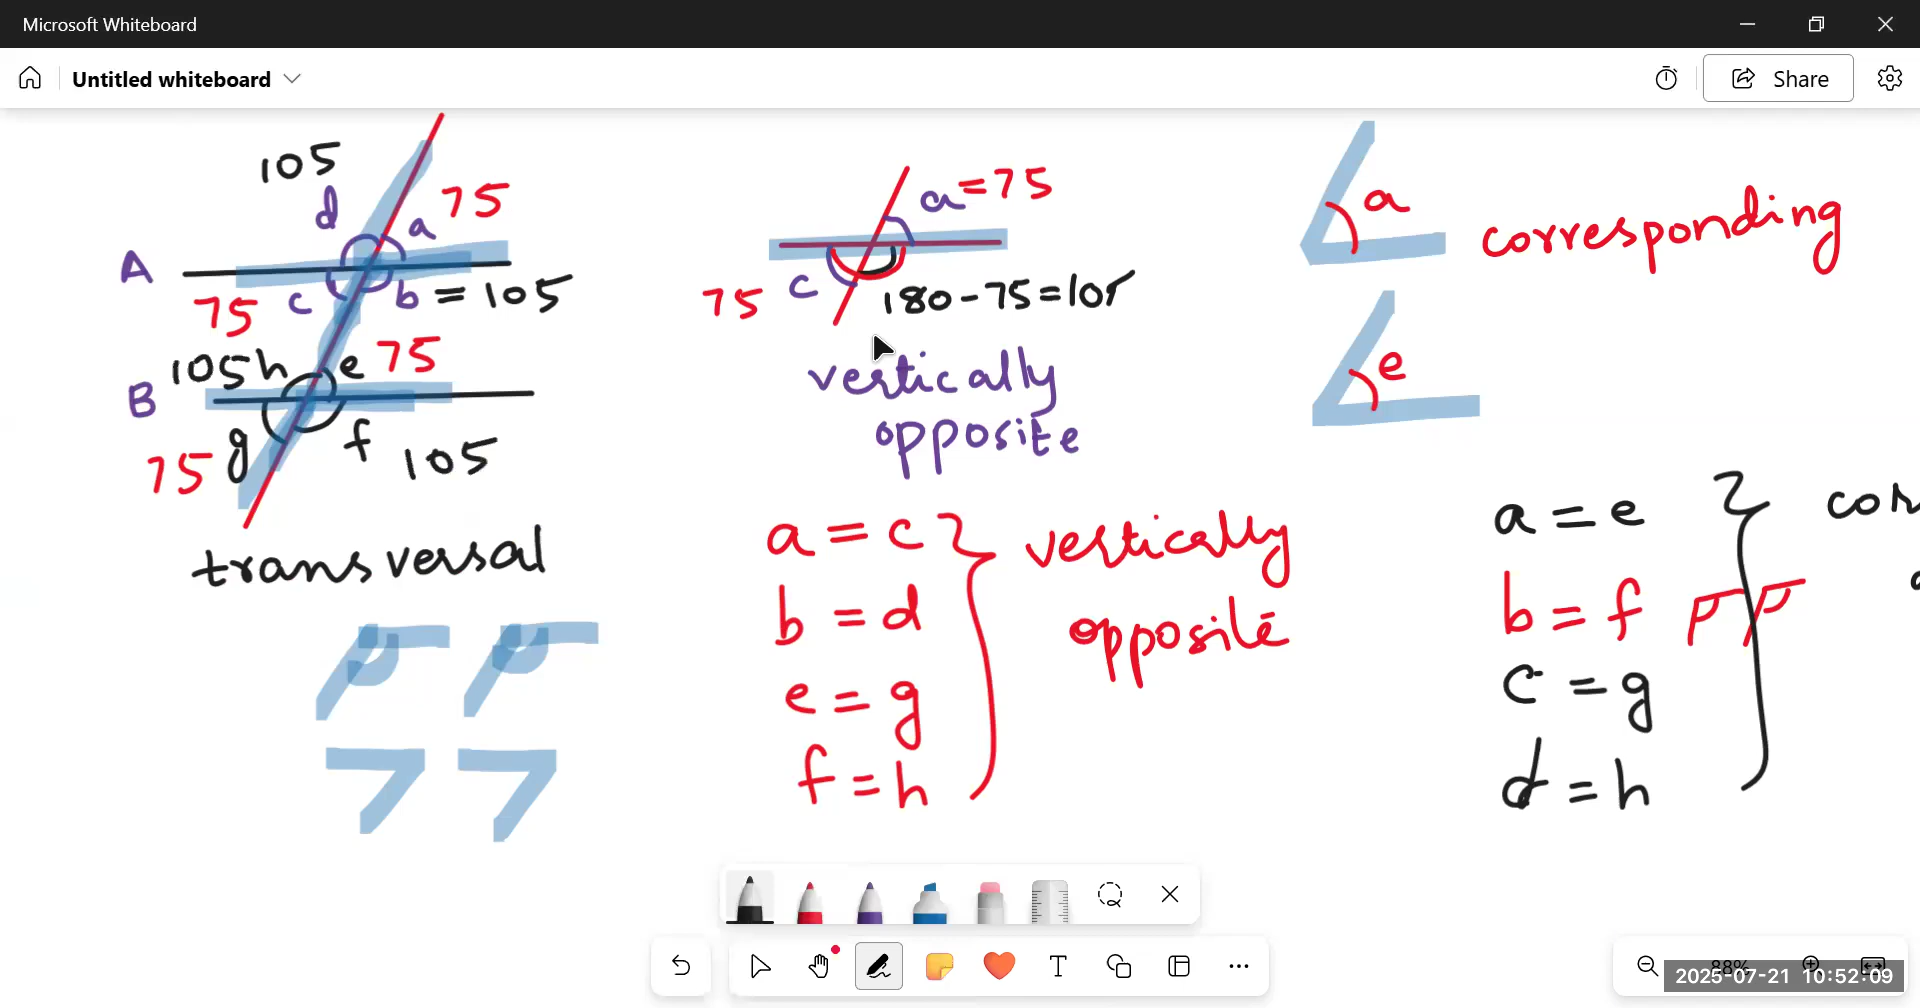 Microsoft Whiteboard
Untitled whiteboard
Share
105
d
a 75
A
75 c b = 105
105 h e 75
B
75 g f 105
transversal
a = 75
75 c 180 - 75 = 105
vertically
opposite
a = c
b = d
e = g
f = h
vertically
opposite
a
corresponding
e
a = e
b = f
c = g
d = h
T
88%
2025-07-21 10:52:09